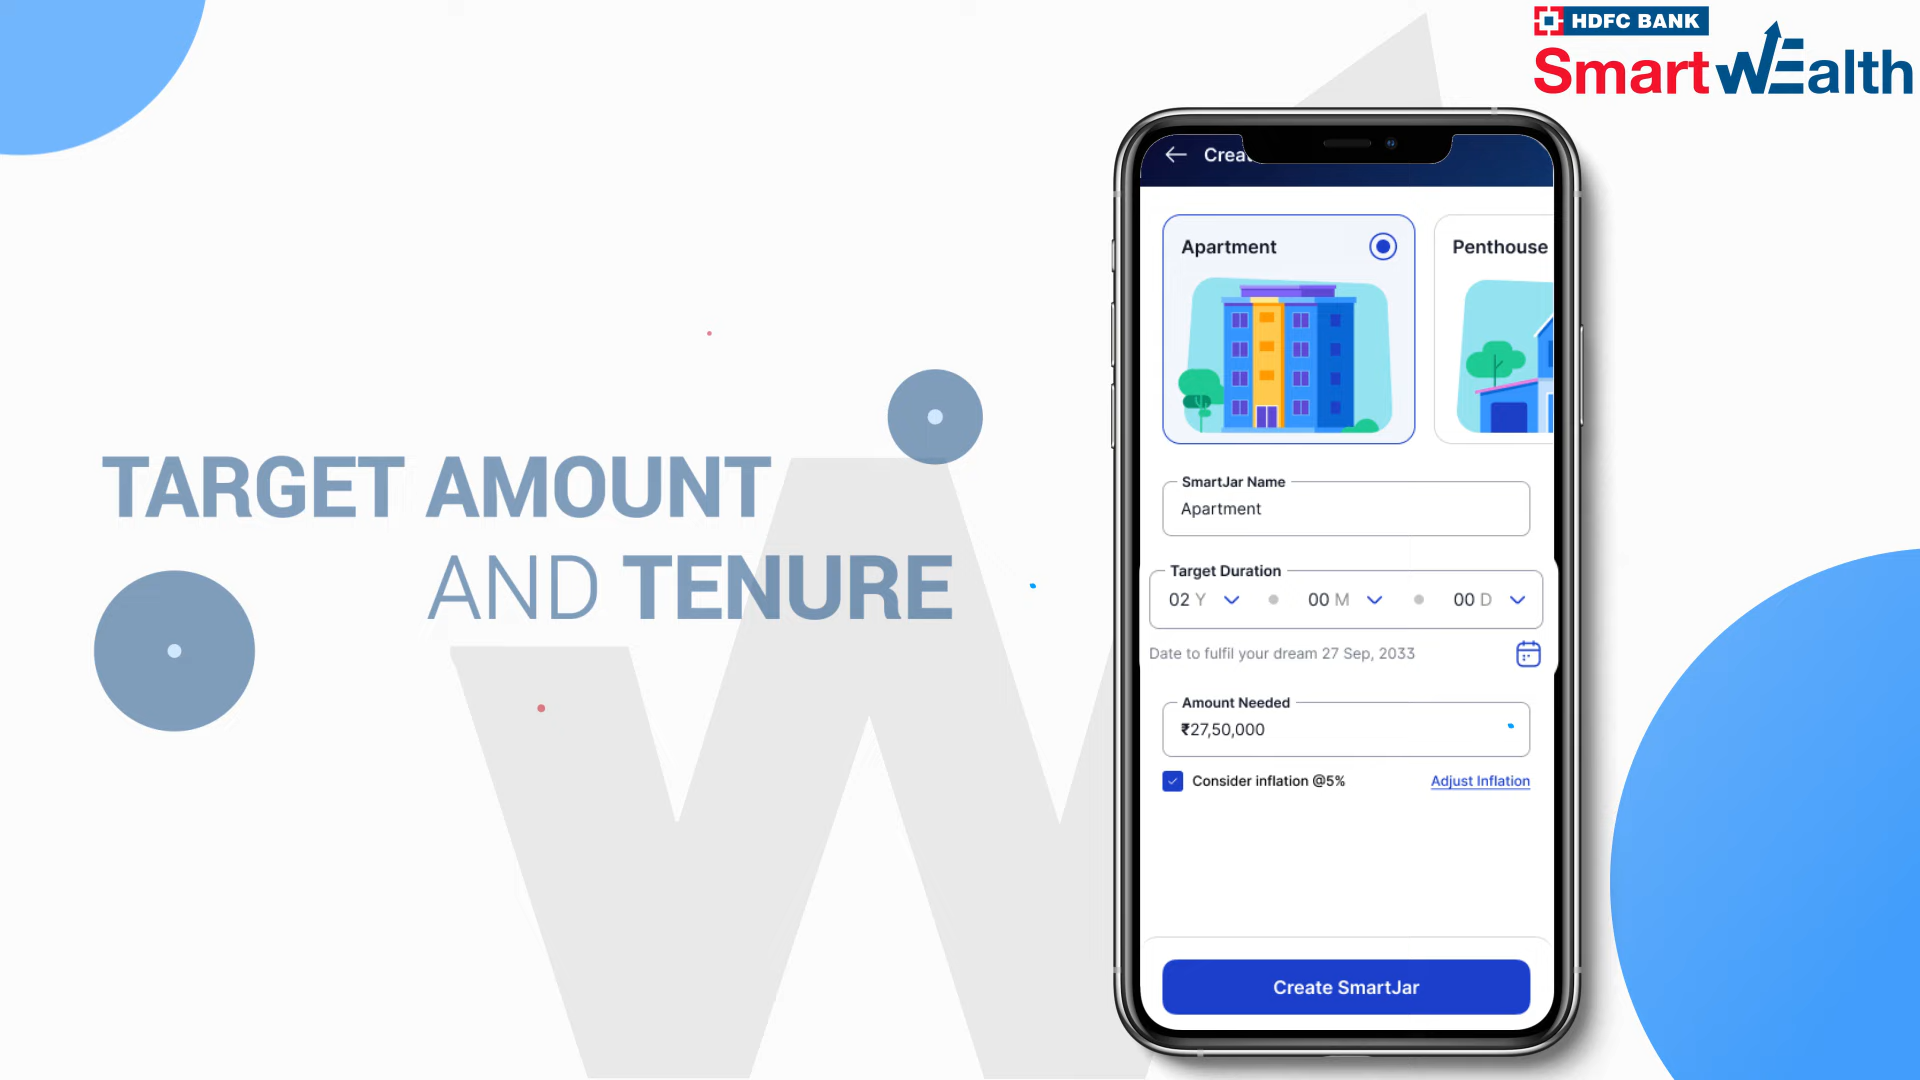 HDFC BANK
SmartWEalth
TARGET AMOUNT
AND TENURE
Apartment
Penthouse
SmartJar Name
Apartment
Target Duration
02 Y 00 M 00 D
Date to fulfil your dream 27 Sep, 2033
Amount Needed
₹27,50,000
Consider inflation @5% Adjust Inflation
Create SmartJar